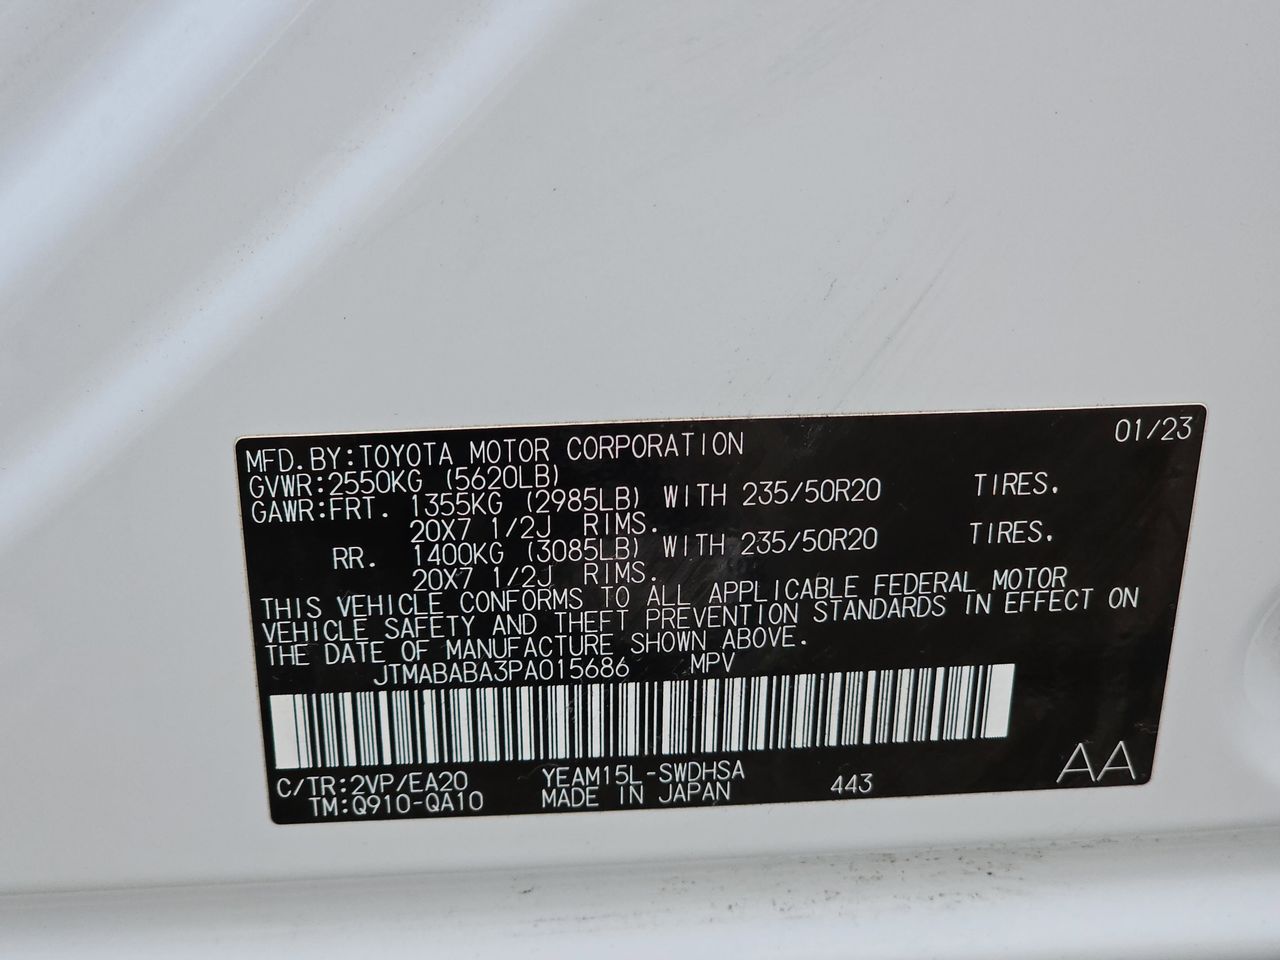 01/23
MFD.BY:TOYOTA MOTOR CORPORATION
GVWR:2550KG (5620LB)
GAWR:FRT. 1355KG (2985LB) WITH 235/50R20 TIRES.
20X7 1/2J RIMS.
RR. 1400KG (3085LB) WITH 235/50R20 TIRES.
20X7 1/2J RIMS.
THIS VEHICLE CONFORMS TO ALL APPLICABLE FEDERAL MOTOR
VEHICLE SAFETY AND THEFT PREVENTION STANDARDS IN EFFECT ON
THE DATE OF MANUFACTURE SHOWN ABOVE.
JTMABABA3PA015686 MPV
C/TR:2VP/EA20 YEAM15L-SWDHSA 443 AA
TM:Q910-QA10 MADE IN JAPAN